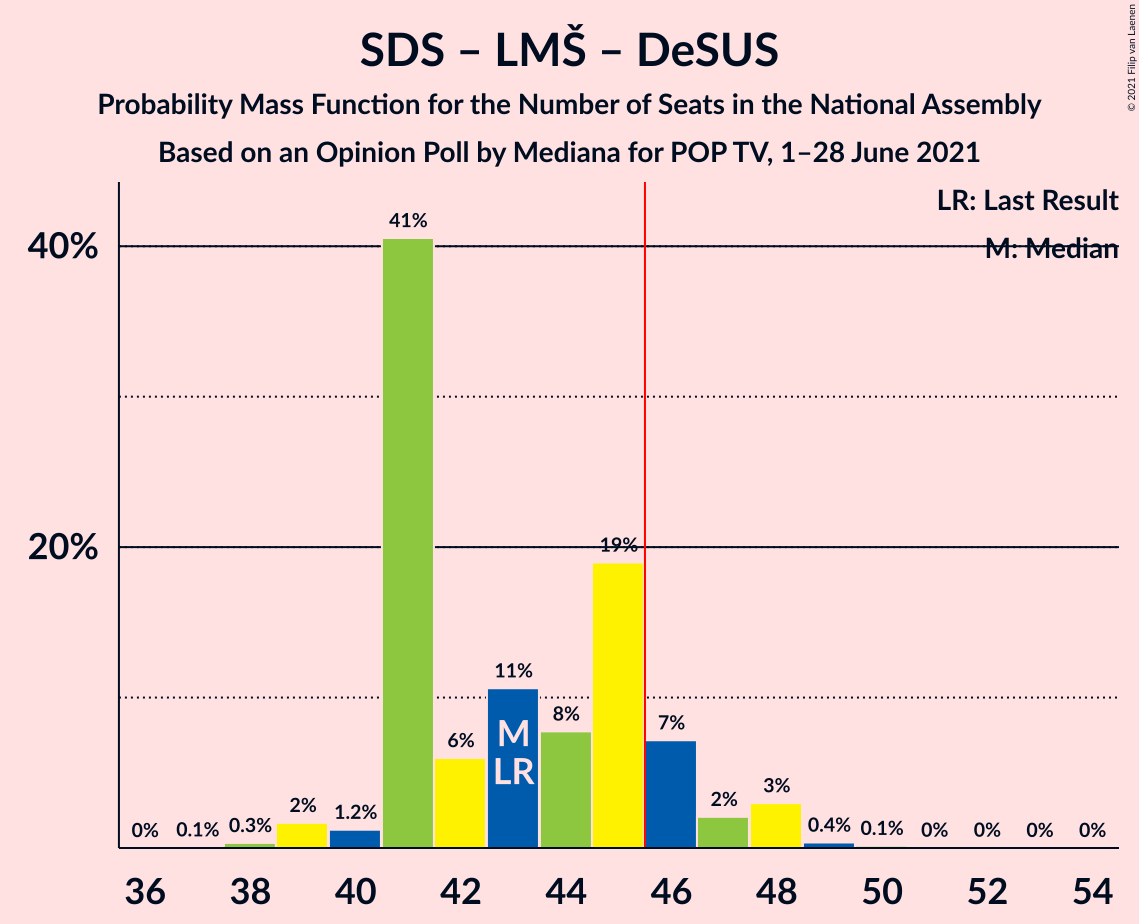 SDS – LMŠ – DeSUS
Probability Mass Function for the Number of Seats in the National Assembly
Based on an Opinion Poll by Mediana for POP TV, 1–28 June 2021
© 2021 Filip van Laenen
LR: Last Result
M: Median
40%
20%
0%
0.1%
0.3%
2%
1.2%
41%
6%
11%
8%
19%
7%
2%
3%
0.4%
0.1%
0%
0%
0%
0%
M
LR
36 38 40 42 44 46 48 50 52 54